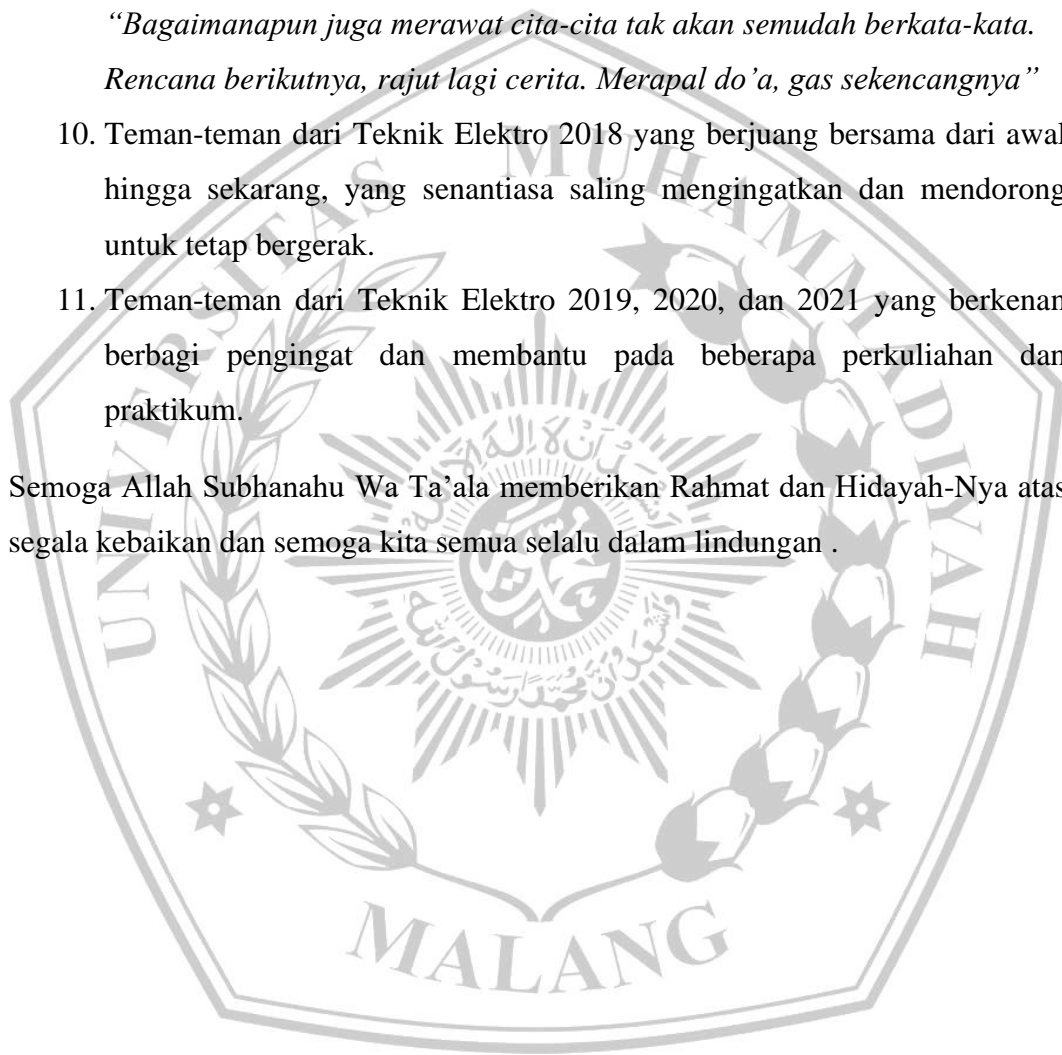 “Bagaimanapun juga merawat cita-cita tak akan semudah berkata-kata.
Rencana berikutnya, rajut lagi cerita. Merapal do’a, gas sekencangnya”
10. Teman-teman dari Teknik Elektro 2018 yang berjuang bersama dari awal
hingga sekarang, yang senantiasa saling mengingatkan dan mendorong
untuk tetap bergerak.
11. Teman-teman dari Teknik Elektro 2019, 2020, dan 2021 yang berkenan
berbagi pengingat dan membantu pada beberapa perkuliahan dan
praktikum.
Semoga Allah Subhanahu Wa Ta’ala memberikan Rahmat dan Hidayah-Nya atas
segala kebaikan dan semoga kita semua selalu dalam lindungan .
UNIVERSITAS MUHAMMADIYAH
MALANG